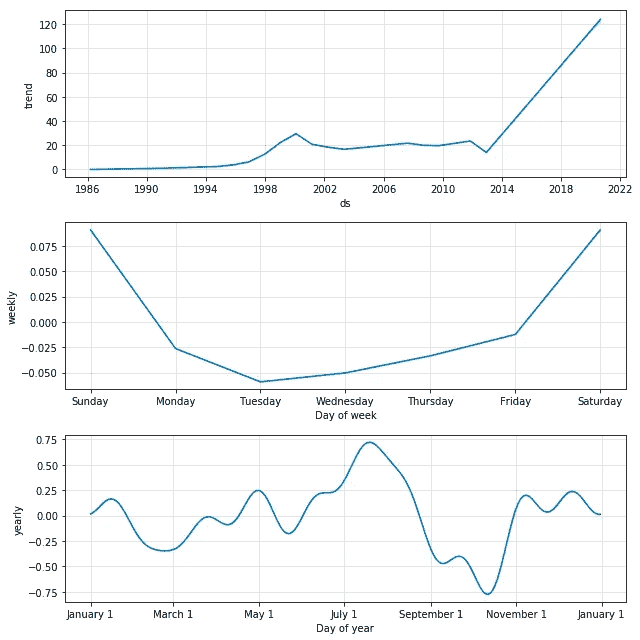 120
100
80
60
40
20
0
trend
1986 1990 1994 1998 2002 2006 2010 2014 2018 2022
ds
0.075
0.050
0.025
0.000
−0.025
−0.050
weekly
Sunday Monday Tuesday Wednesday Thursday Friday Saturday
Day of week
0.75
0.50
0.25
0.00
−0.25
−0.50
−0.75
yearly
January 1 March 1 May 1 July 1 September 1 November 1 January 1
Day of year